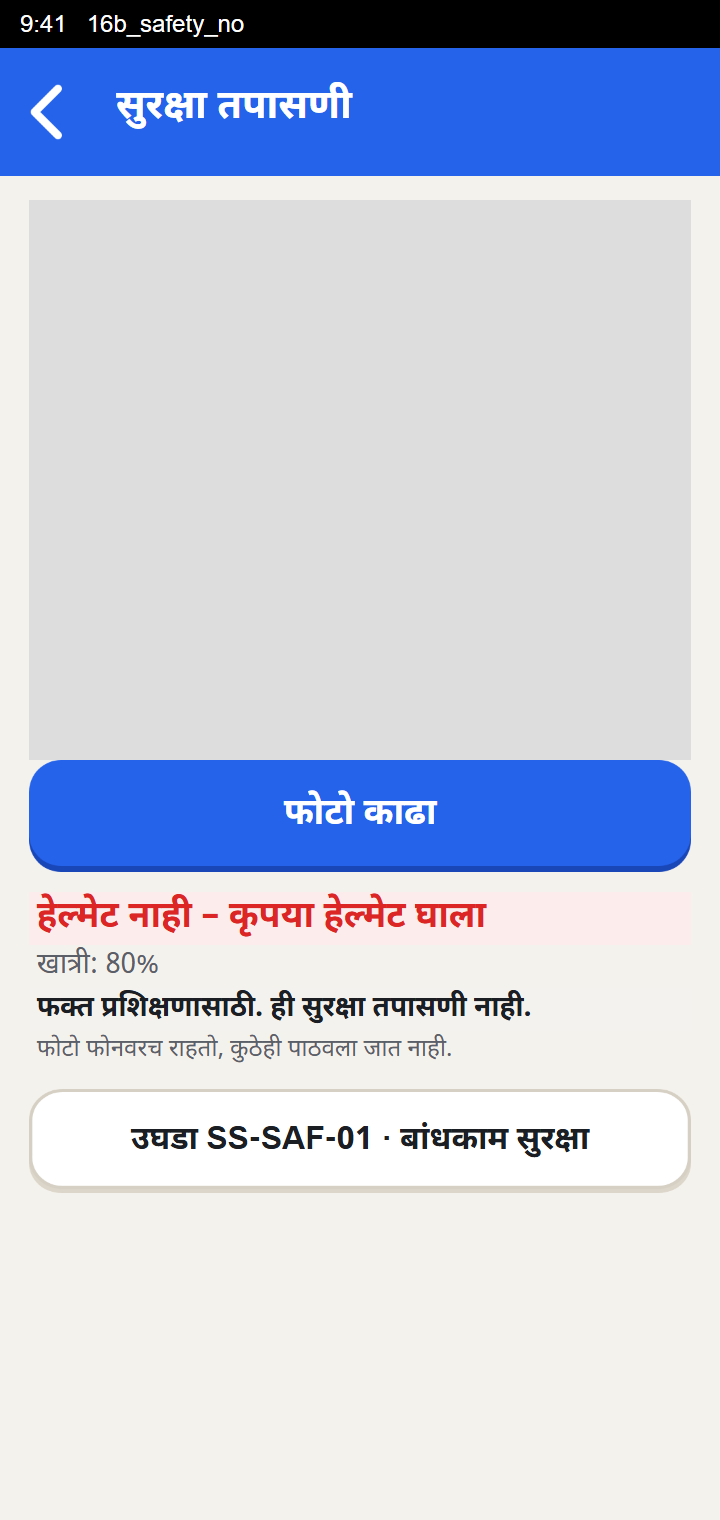 9:41 16b_safety_no
सुरक्षा तपासणी
फोटो काढा
हेल्मेट नाही – कृपया हेल्मेट घाला
खात्री: 80%
फक्त प्रशिक्षणासाठी. ही सुरक्षा तपासणी नाही.
फोटो फोनवरच राहतो, कुठेही पाठवला जात नाही.
उघडा SS-SAF-01 · बांधकाम सुरक्षा